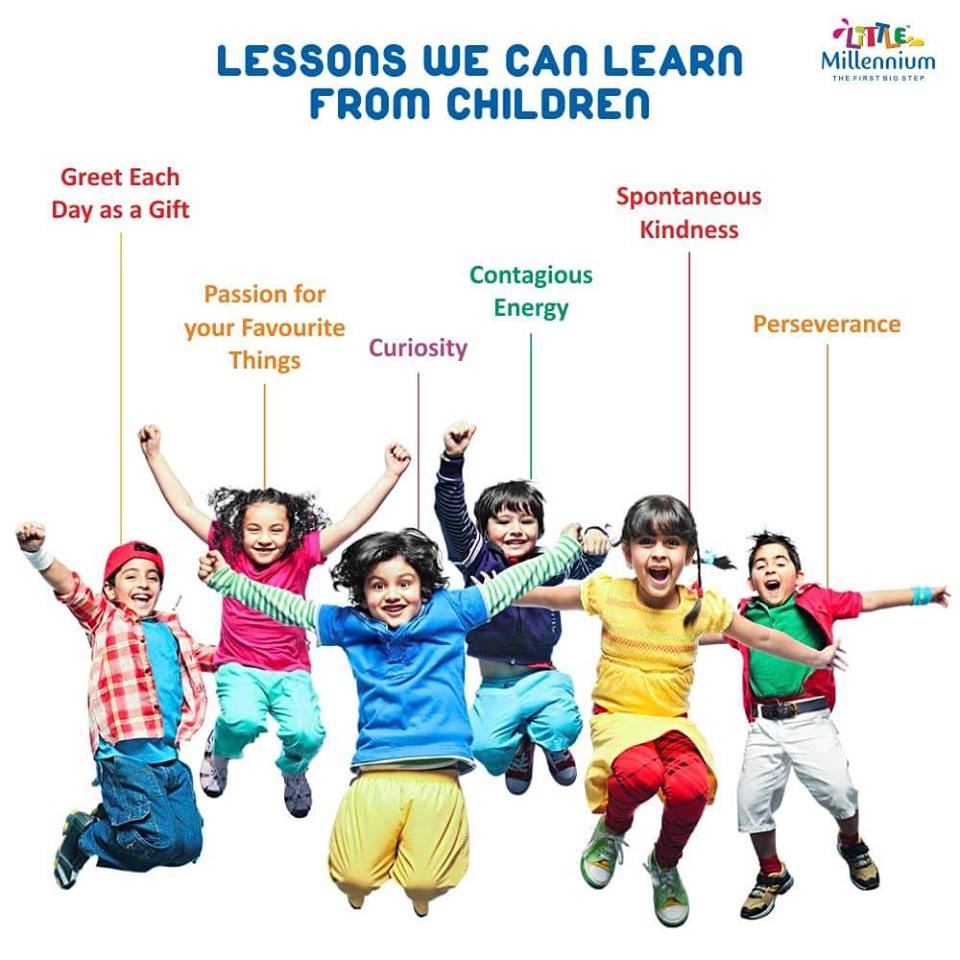 LESSONS WE CAN LEARN
FROM CHILDREN
LiTTLE
Millennium
THE FIRST BIG STEP
Greet Each
Day as a Gift
Passion for
your Favourite
Things
Curiosity
Contagious
Energy
Spontaneous
Kindness
Perseverance